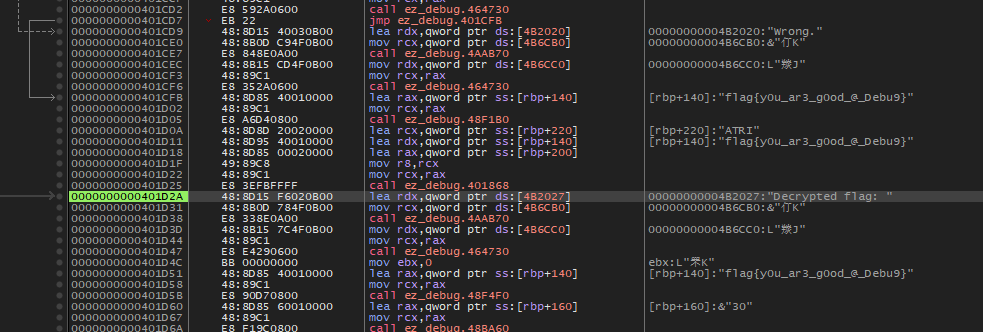 0000000000401CD2 E8 592A0600 call ez_debug.464730
0000000000401CD7 EB 22 jmp ez_debug.401CFB
0000000000401CD9 48:8D15 40030B00 lea rdx,qword ptr ds:[4B2020] 00000000004B2020:"Wrong."
0000000000401CE0 48:8B0D C94F0B00 mov rcx,qword ptr ds:[4B6CB0] 00000000004B6CB0:&"仃K"
0000000000401CE7 E8 848E0A00 call ez_debug.4AAB70
0000000000401CEC 48:8B15 CD4F0B00 mov rdx,qword ptr ds:[4B6CC0] 00000000004B6CC0:L"J"
0000000000401CF3 48:89C1 mov rcx,rax
0000000000401CF6 E8 352A0600 call ez_debug.464730
0000000000401CFB 48:8D85 40010000 lea rax,qword ptr ss:[rbp+140] [rbp+140]:"flag{y0u_ar3_g0od_@_Debu9}"
0000000000401D02 48:89C1 mov rcx,rax
0000000000401D05 E8 A6D40800 call ez_debug.48F1B0
0000000000401D0A 48:8D8D 20020000 lea rcx,qword ptr ss:[rbp+220] [rbp+220]:"ATRI"
0000000000401D11 48:8D95 40010000 lea rdx,qword ptr ss:[rbp+140] [rbp+140]:"flag{y0u_ar3_g0od_@_Debu9}"
0000000000401D18 48:8D85 00020000 lea rax,qword ptr ss:[rbp+200]
0000000000401D1F 49:89C8 mov r8,rcx
0000000000401D22 48:89C1 mov rcx,rax
0000000000401D25 E8 3EFBFFFF call ez_debug.401868
0000000000401D2A 48:8D15 F6020B00 lea rdx,qword ptr ds:[4B2027] 00000000004B2027:"Decrypted flag: "
0000000000401D31 48:8B0D 784F0B00 mov rcx,qword ptr ds:[4B6CB0] 00000000004B6CB0:&"仃K"
0000000000401D38 E8 338E0A00 call ez_debug.4AAB70
0000000000401D3D 48:8B15 7C4F0B00 mov rdx,qword ptr ds:[4B6CC0] 00000000004B6CC0:L"J"
0000000000401D44 48:89C1 mov rcx,rax
0000000000401D47 E8 E4290600 call ez_debug.464730
0000000000401D4C BB 00000000 mov ebx,0 ebx:L"K"
0000000000401D51 48:8D85 40010000 lea rax,qword ptr ss:[rbp+140] [rbp+140]:"flag{y0u_ar3_g0od_@_Debu9}"
0000000000401D58 48:89C1 mov rcx,rax
0000000000401D5B E8 90D70800 call ez_debug.48F4F0
0000000000401D60 48:8D85 60010000 lea rax,qword ptr ss:[rbp+160] [rbp+160]:&"30"
0000000000401D67 48:89C1 mov rcx,rax
0000000000401D6A E8 F19C0800 call ez_debug.48BA60